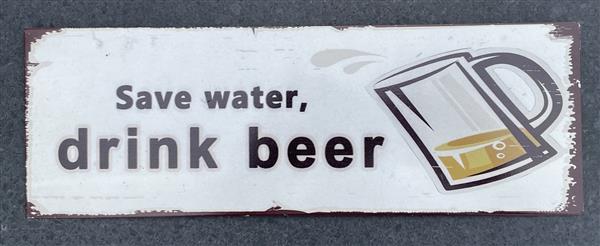 Save water,
drink beer